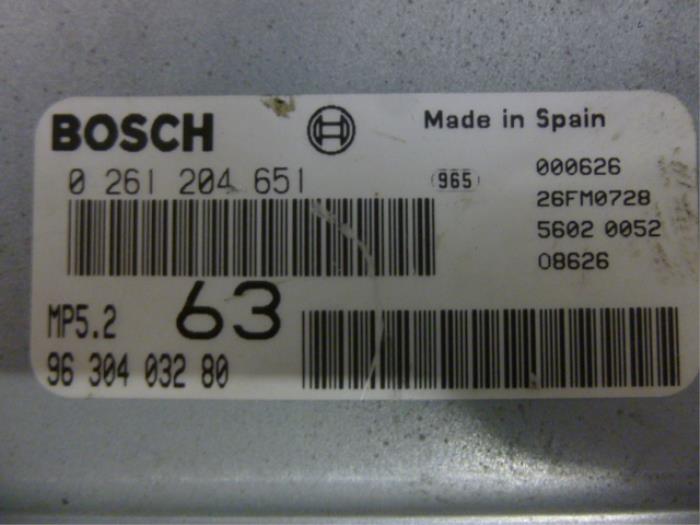 BOSCH Made in Spain
0 261 204 651 (965) 000626
26FM0728
5602 0052
08626
MP5.2 63
96 304 032 80